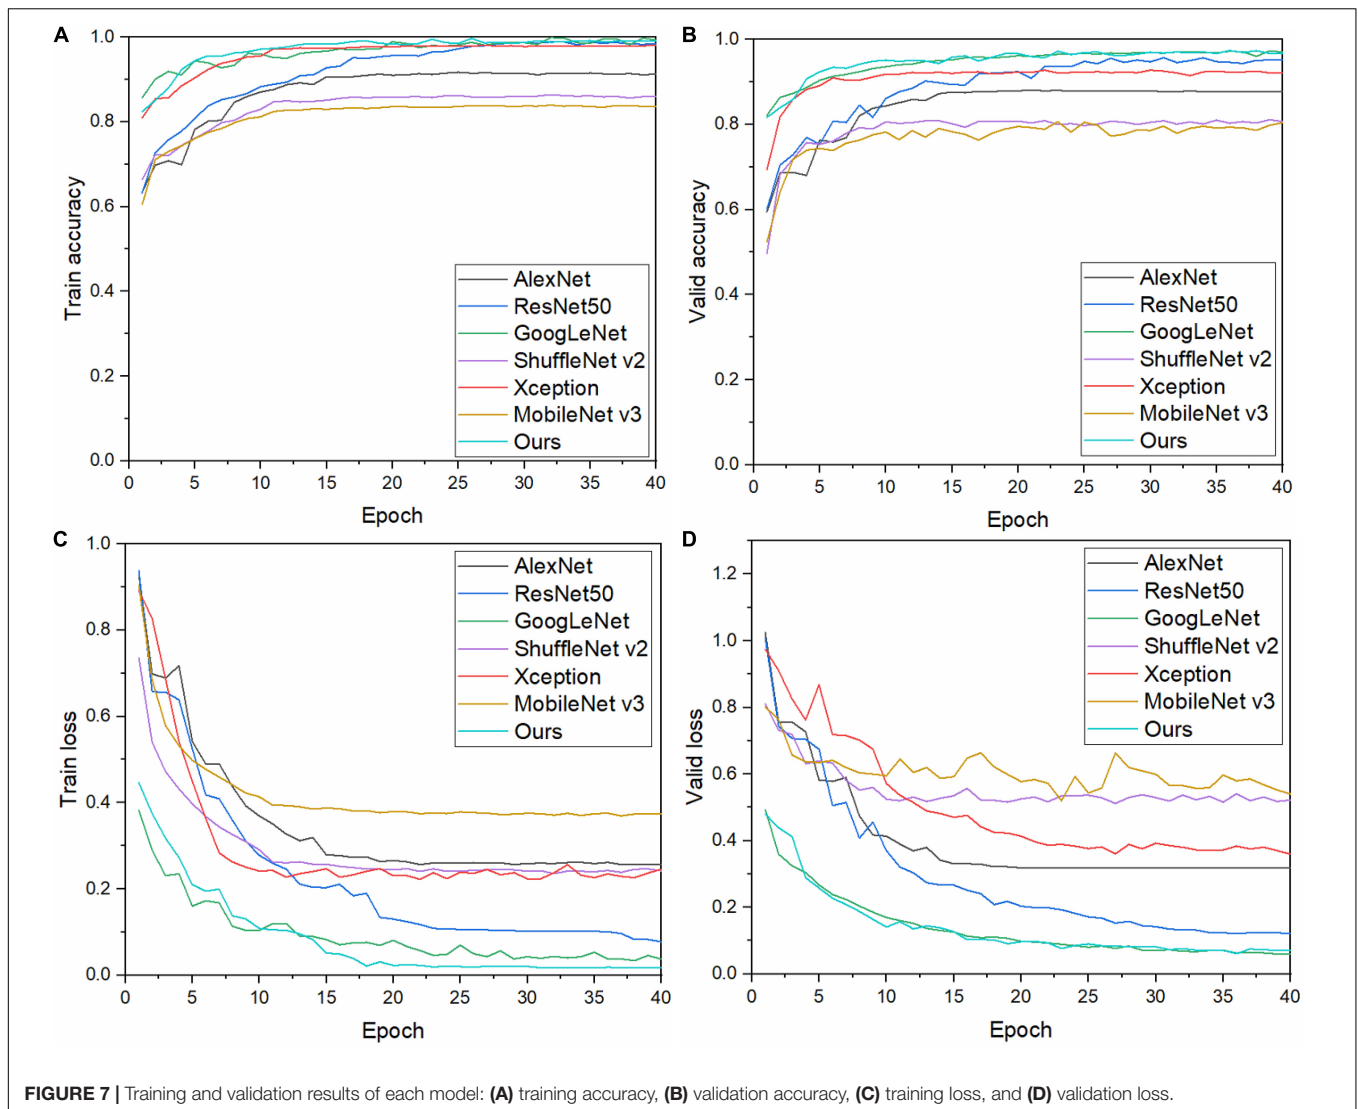 A
1.0
0.8
0.6
0.4
0.2
0.0
Train accuracy
0 5 10 15 20 25 30 35 40
Epoch
AlexNet
ResNet50
GoogLeNet
ShuffleNet v2
Xception
MobileNet v3
Ours
B
1.0
0.8
0.6
0.4
0.2
0.0
Valid accuracy
0 5 10 15 20 25 30 35 40
Epoch
AlexNet
ResNet50
GoogLeNet
ShuffleNet v2
Xception
MobileNet v3
Ours
C
1.0
0.8
0.6
0.4
0.2
0.0
Train loss
0 5 10 15 20 25 30 35 40
Epoch
AlexNet
ResNet50
GoogLeNet
ShuffleNet v2
Xception
MobileNet v3
Ours
D
1.2
1.0
0.8
0.6
0.4
0.2
0.0
Valid loss
0 5 10 15 20 25 30 35 40
Epoch
AlexNet
ResNet50
GoogLeNet
ShuffleNet v2
Xception
MobileNet v3
Ours
FIGURE 7 | Training and validation results of each model: (A) training accuracy, (B) validation accuracy, (C) training loss, and (D) validation loss.